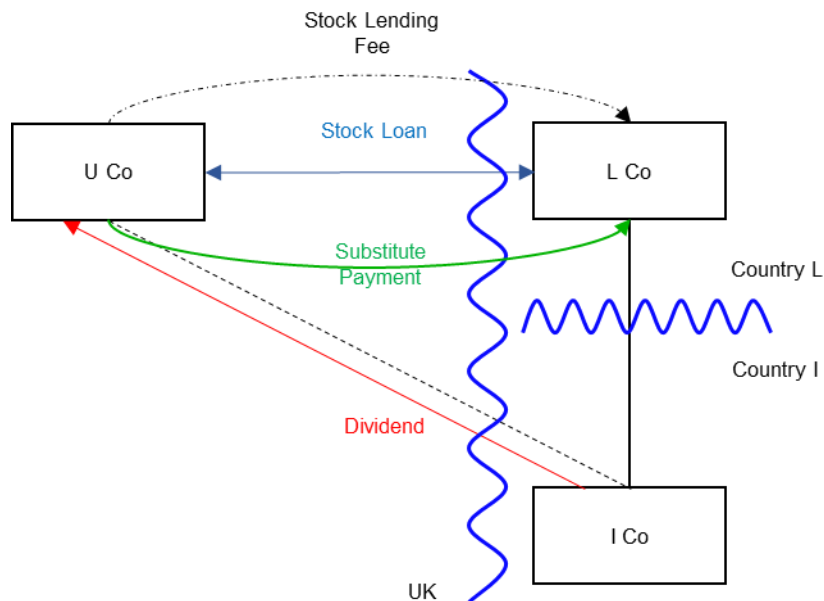 Stock Lending
Fee
Stock Loan
U Co
L Co
Substitute
Payment
Country L
Country I
Dividend
I Co
UK